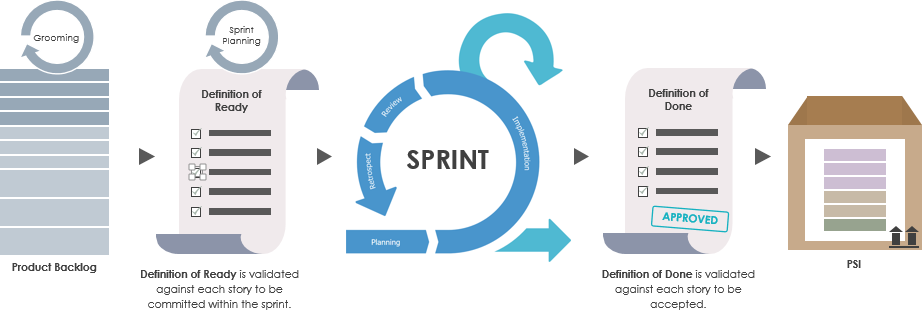 Grooming
Product Backlog
Sprint
Planning
Definition of
Ready
Definition of Ready is validated
against each story to be
committed within the sprint.
SPRINT
Planning
Implementation
Review
Retrospect
Definition of
Done
APPROVED
Definition of Done is validated
against each story to be
accepted.
PSI